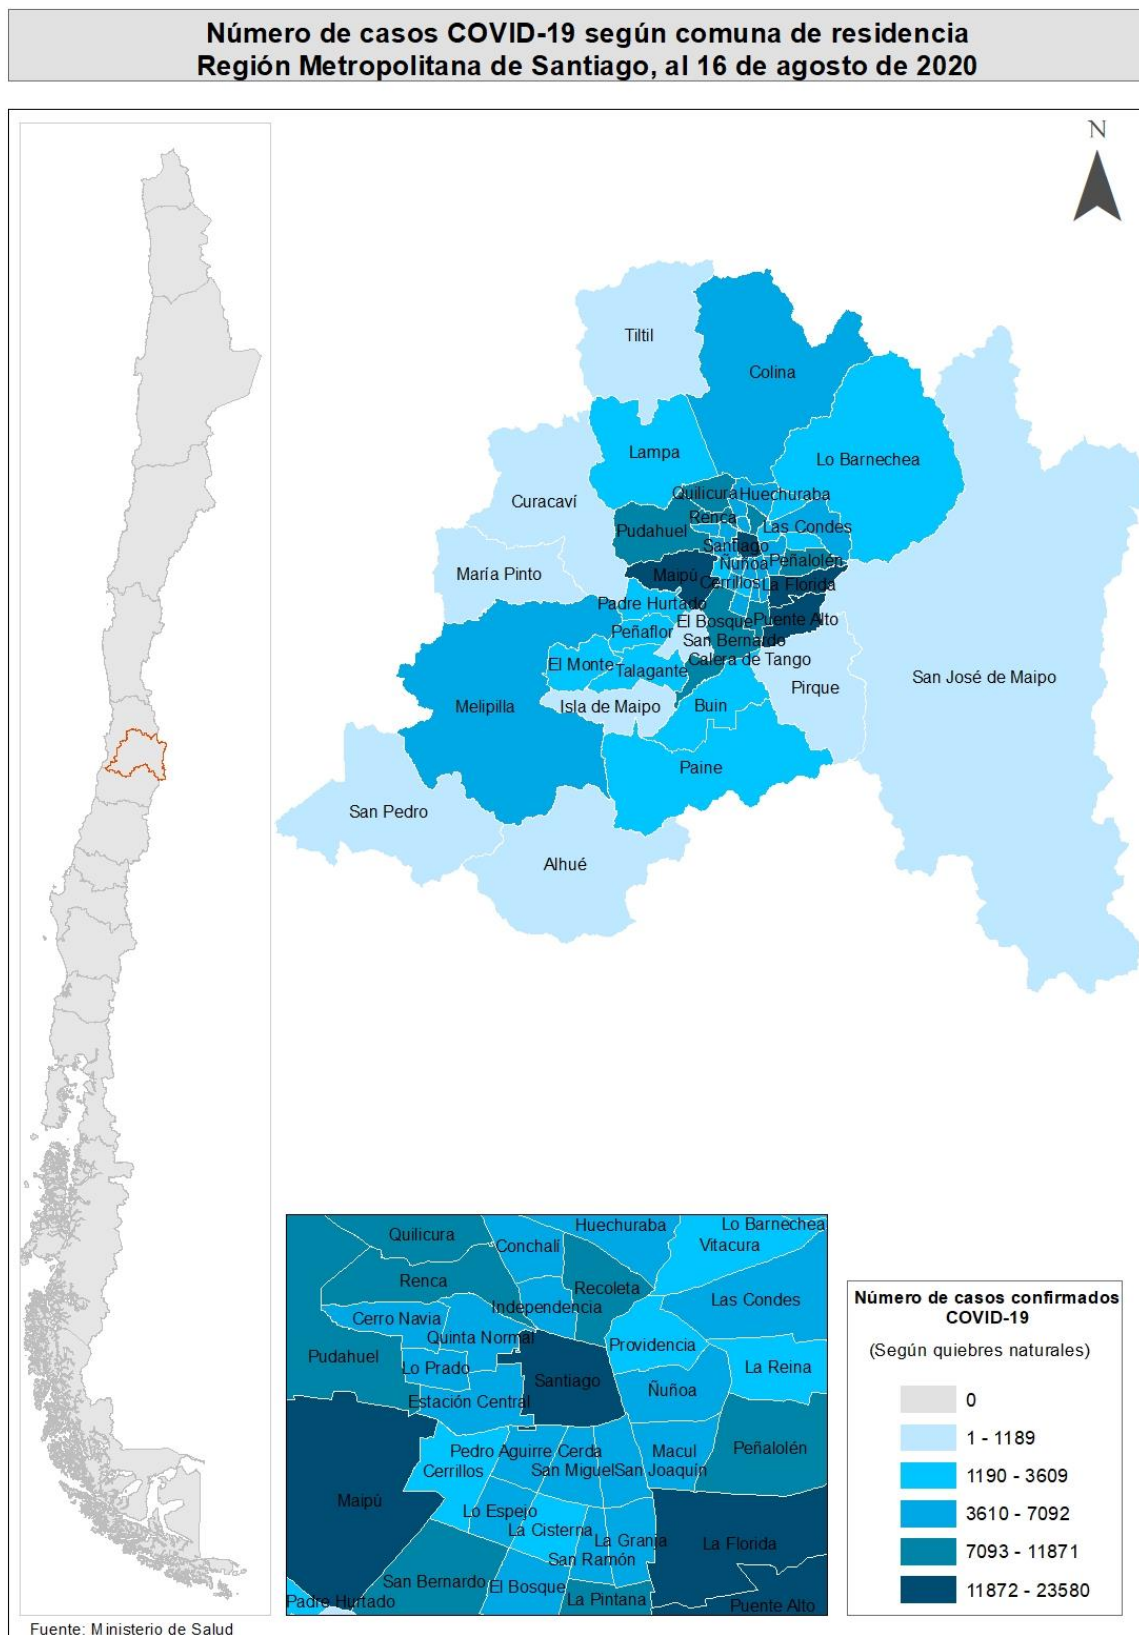 Número de casos COVID-19 según comuna de residencia
Región Metropolitana de Santiago, al 16 de agosto de 2020
N
Tiltil
Colina
Lampa
Lo Barnechea
Curacaví
Quilicura
Huechuraba
Renca
Pudahuel
Las Condes
Santiago
Ñuñoa
Peñalolén
María Pinto
Maipú
Cerrillos
La Florida
Padre Hurtado
El Bosque
Puente Alto
Peñaflor
San Bernardo
El Monte
Talagante
Calera de Tango
San José de Maipo
Pirque
Melipilla
Isla de Maipo
Buin
Paine
San Pedro
Alhué
Quilicura
Conchalí
Huechuraba
Lo Barnechea
Vitacura
Renca
Recoleta
Independencia
Las Condes
Cerro Navia
Quinta Normal
Providencia
Pudahuel
Lo Prado
La Reina
Santiago
Ñuñoa
Estación Central
Pedro Aguirre Cerda
Macul
Peñalolén
Cerrillos
San Miguel
San Joaquín
Maipú
Lo Espejo
La Cisterna
La Granja
La Florida
San Ramón
San Bernardo
El Bosque
La Pintana
Padre Hurtado
Puente Alto
Número de casos confirmados
COVID-19
(Según quiebres naturales)
0
1 - 1189
1190 - 3609
3610 - 7092
7093 - 11871
11872 - 23580
Fuente: Ministerio de Salud